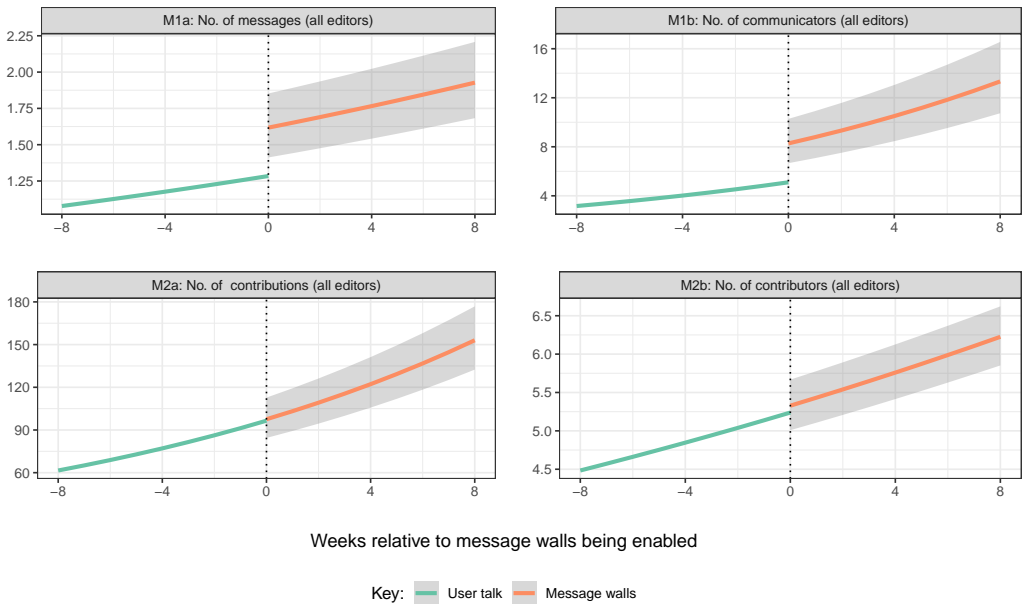 M1a: No. of messages (all editors)
M1b: No. of communicators (all editors)
2.25
2.00
1.75
1.50
1.25
−8 −4 0 4 8
16
12
8
4
−8 −4 0 4 8
M2a: No. of contributions (all editors)
M2b: No. of contributors (all editors)
180
150
120
90
60
−8 −4 0 4 8
6.5
6.0
5.5
5.0
4.5
−8 −4 0 4 8
Weeks relative to message walls being enabled
Key: User talk Message walls